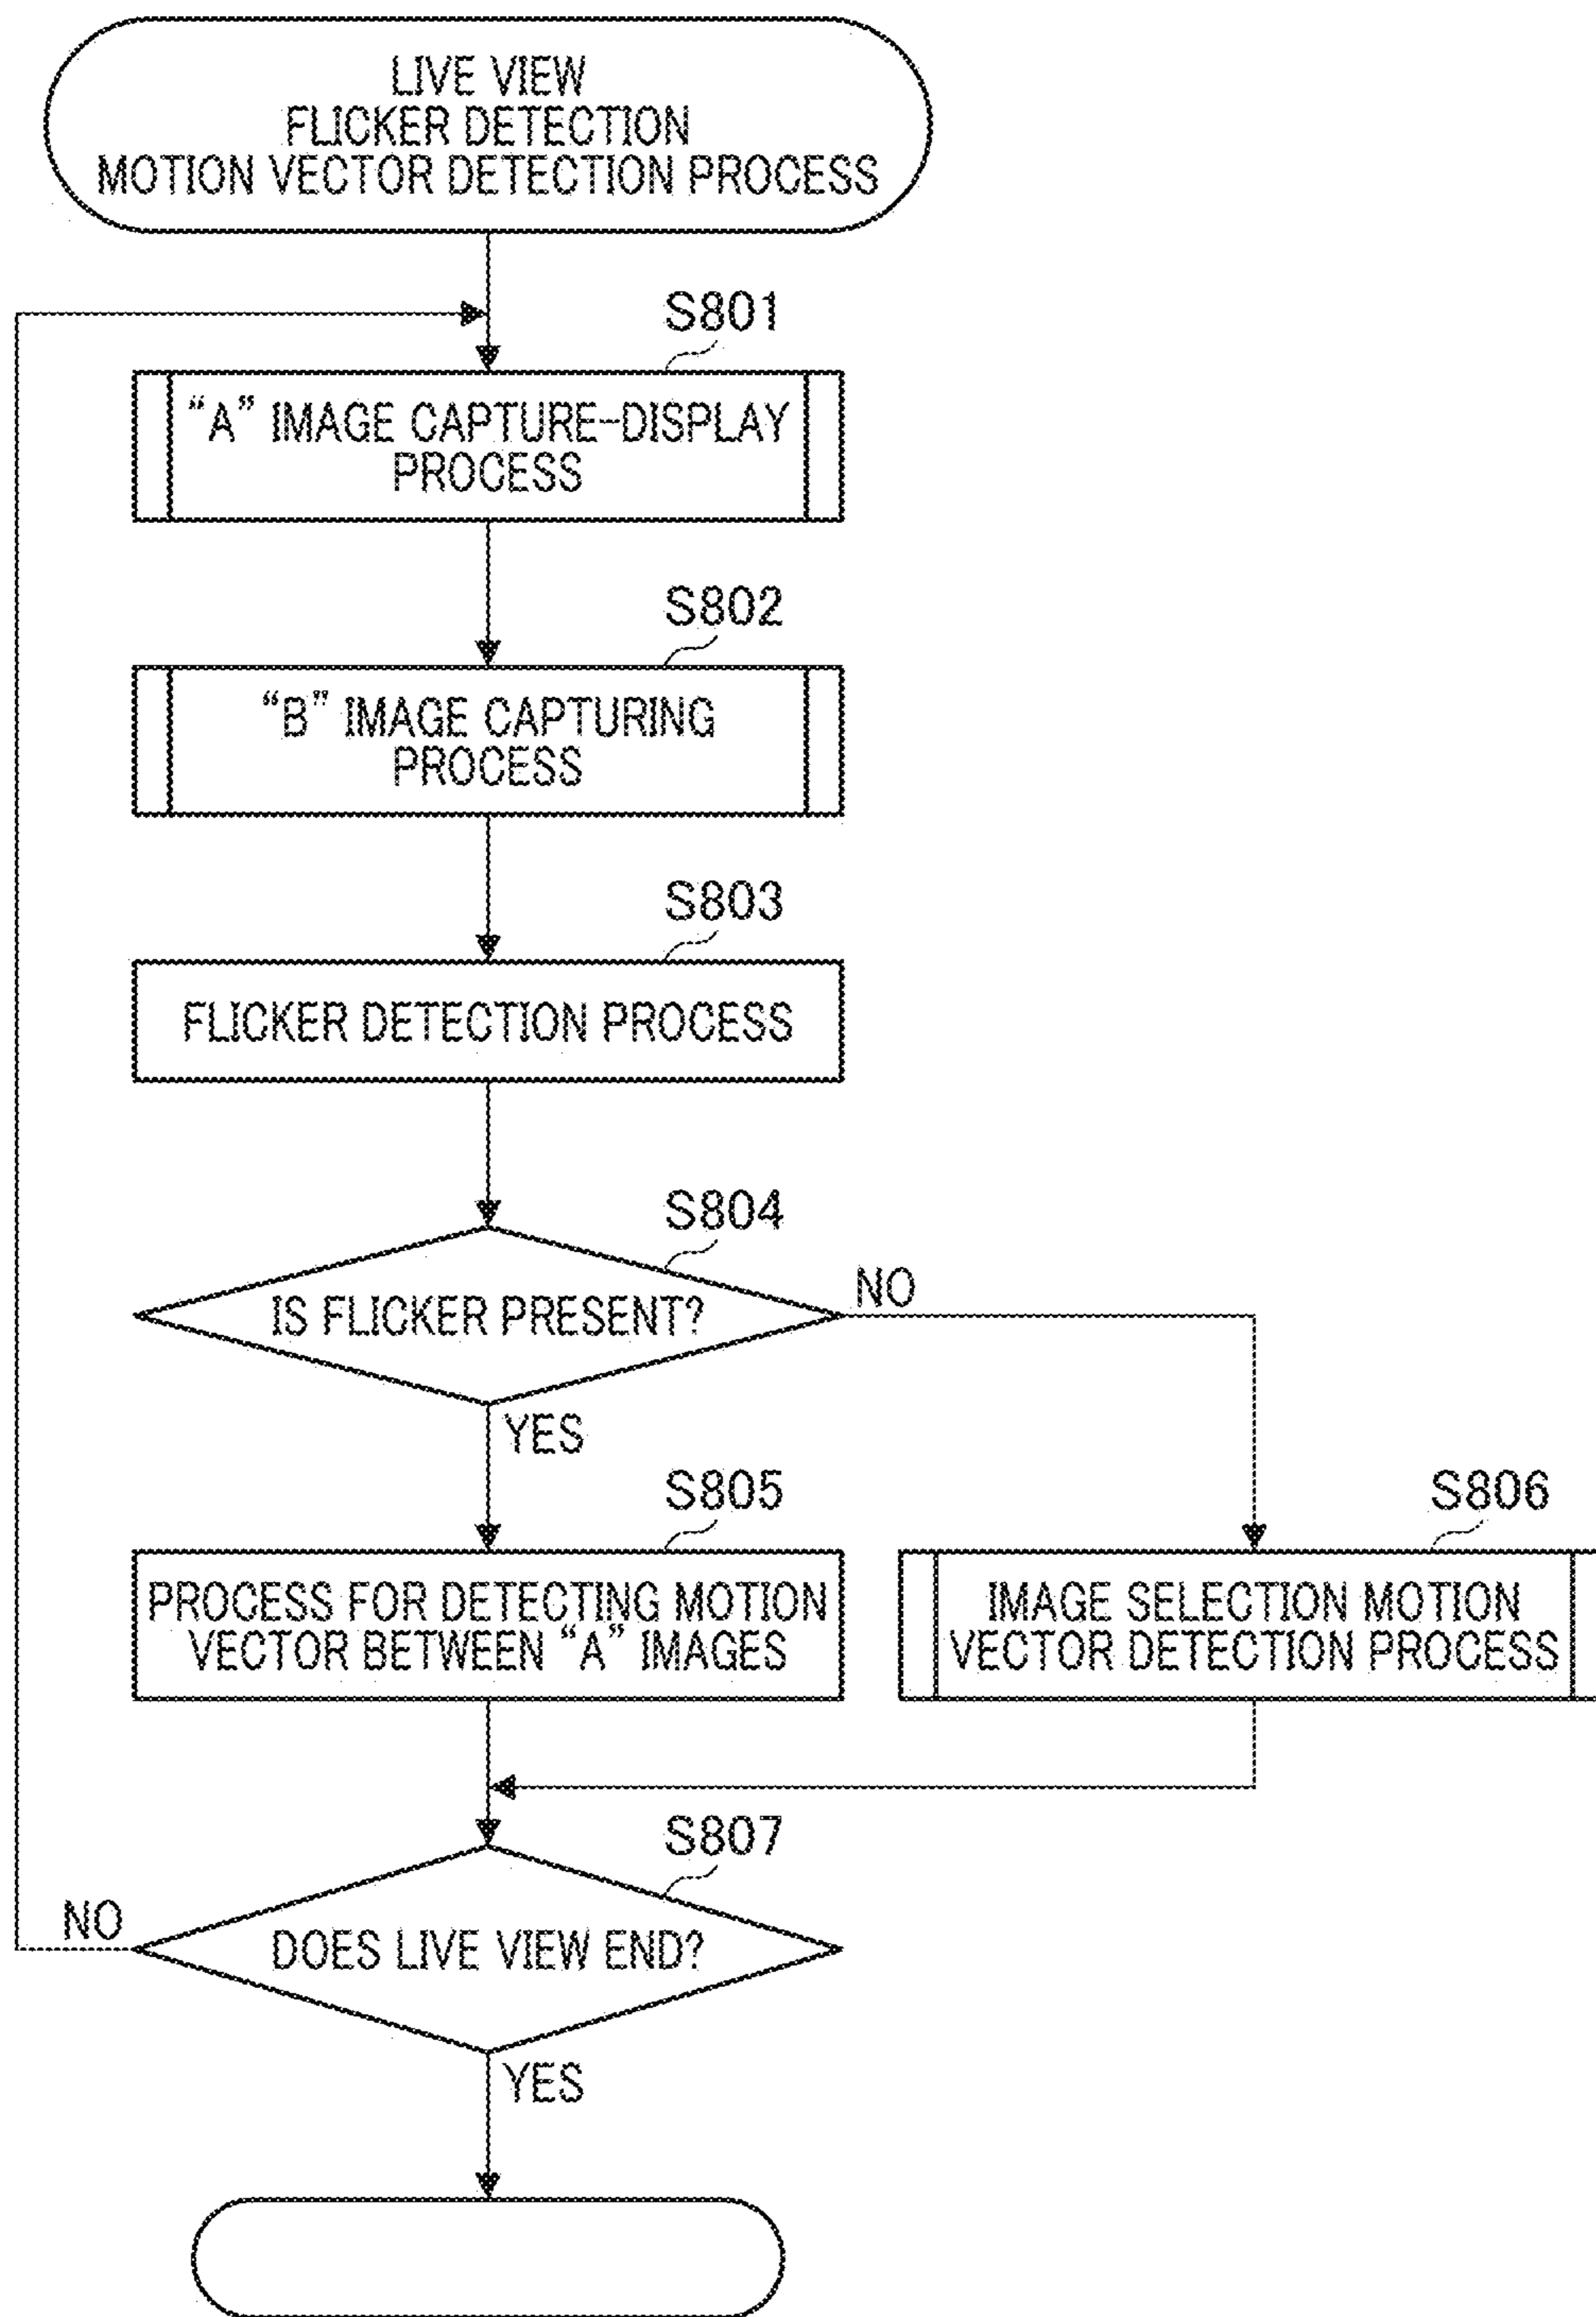 LIVE VIEW
FLICKER DETECTION
MOTION VECTOR DETECTION PROCESS
S801
“A” IMAGE CAPTURE-DISPLAY
PROCESS
S802
“B” IMAGE CAPTURING
PROCESS
S803
FLICKER DETECTION PROCESS
S804
IS FLICKER PRESENT?
NO
YES
S805
PROCESS FOR DETECTING MOTION
VECTOR BETWEEN “A” IMAGES
S806
IMAGE SELECTION MOTION
VECTOR DETECTION PROCESS
S807
DOES LIVE VIEW END?
NO
YES